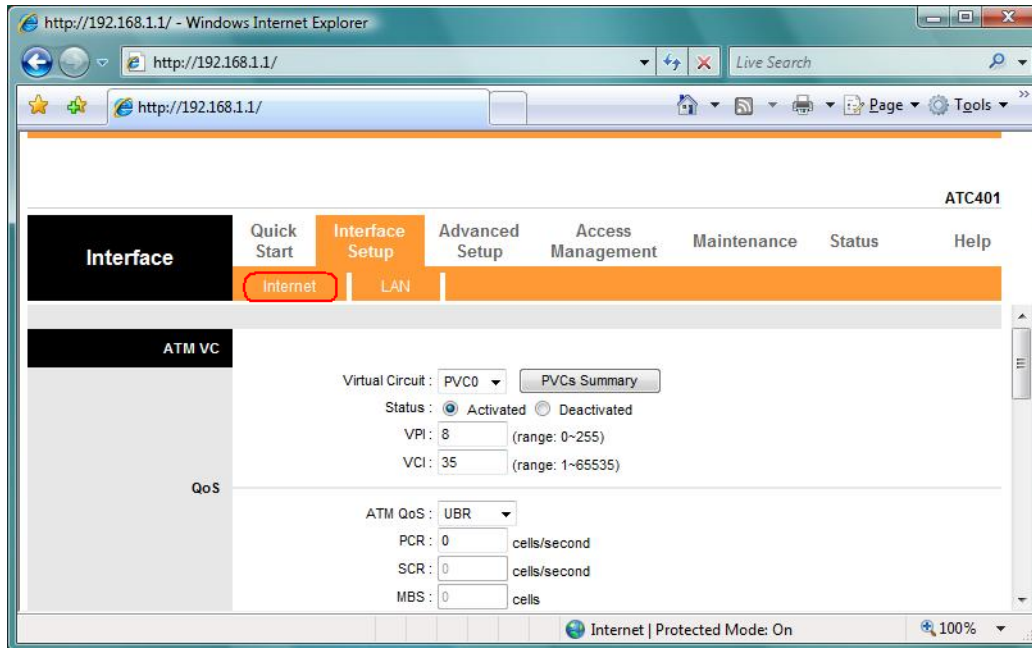 http://192.168.1.1/ - Windows Internet Explorer
http://192.168.1.1/
Live Search
http://192.168.1.1/
Page
Tools
ATC401
Interface
Quick Start
Interface Setup
Advanced Setup
Access Management
Maintenance
Status
Help
Internet
LAN
ATM VC
Virtual Circuit : PVC0 PVCs Summary
Status : Activated Deactivated
VPI : 8 (range: 0~255)
VCI : 35 (range: 1~65535)
QoS
ATM QoS : UBR
PCR : 0 cells/second
SCR : 0 cells/second
MBS : 0 cells
Internet | Protected Mode: On
100%